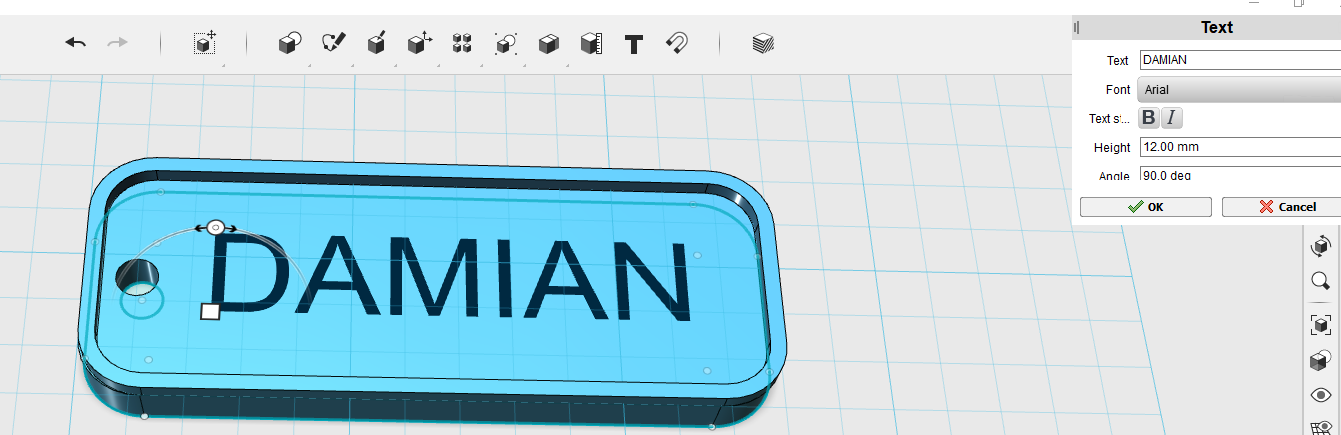 Text
Text DAMIAN
Font Arial
Text s... B I
Height 12.00 mm
Angle 90.0 deg
OK Cancel
DAMIAN